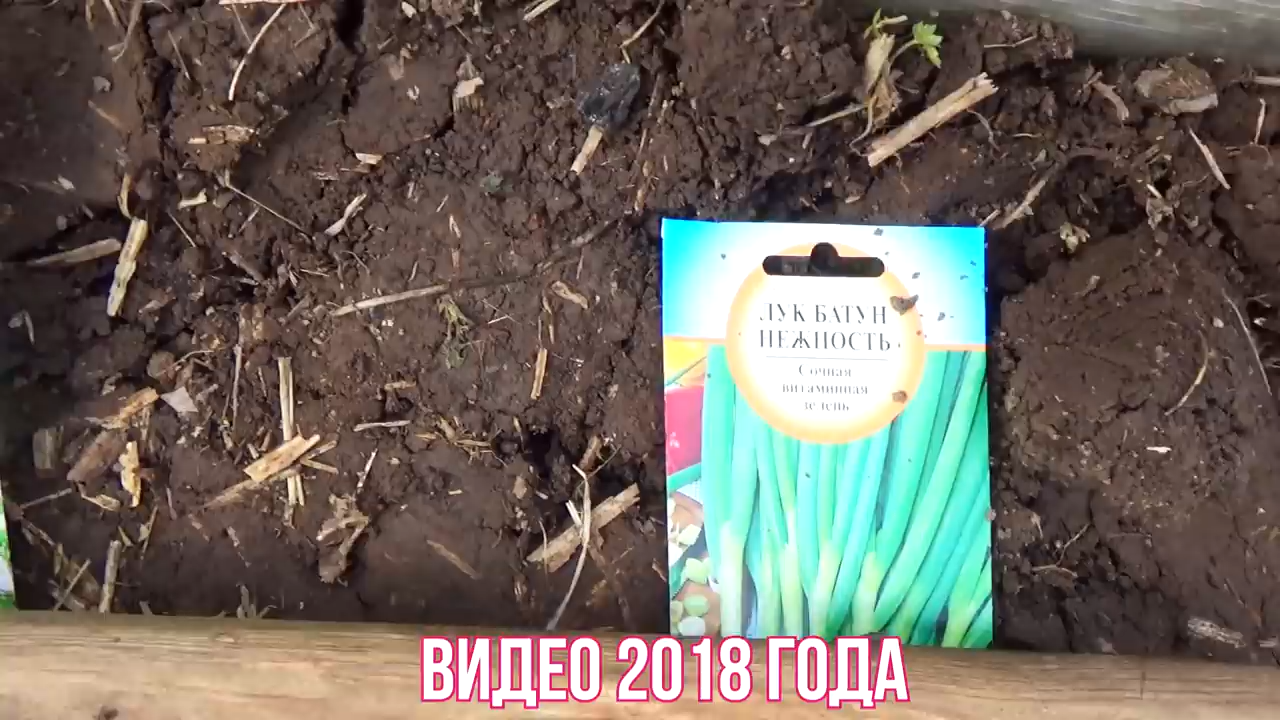 ЛУК БАТУН
НЕЖНОСТЬ
Сочная
витаминная
зелень
ВИДЕО 2018 ГОДА